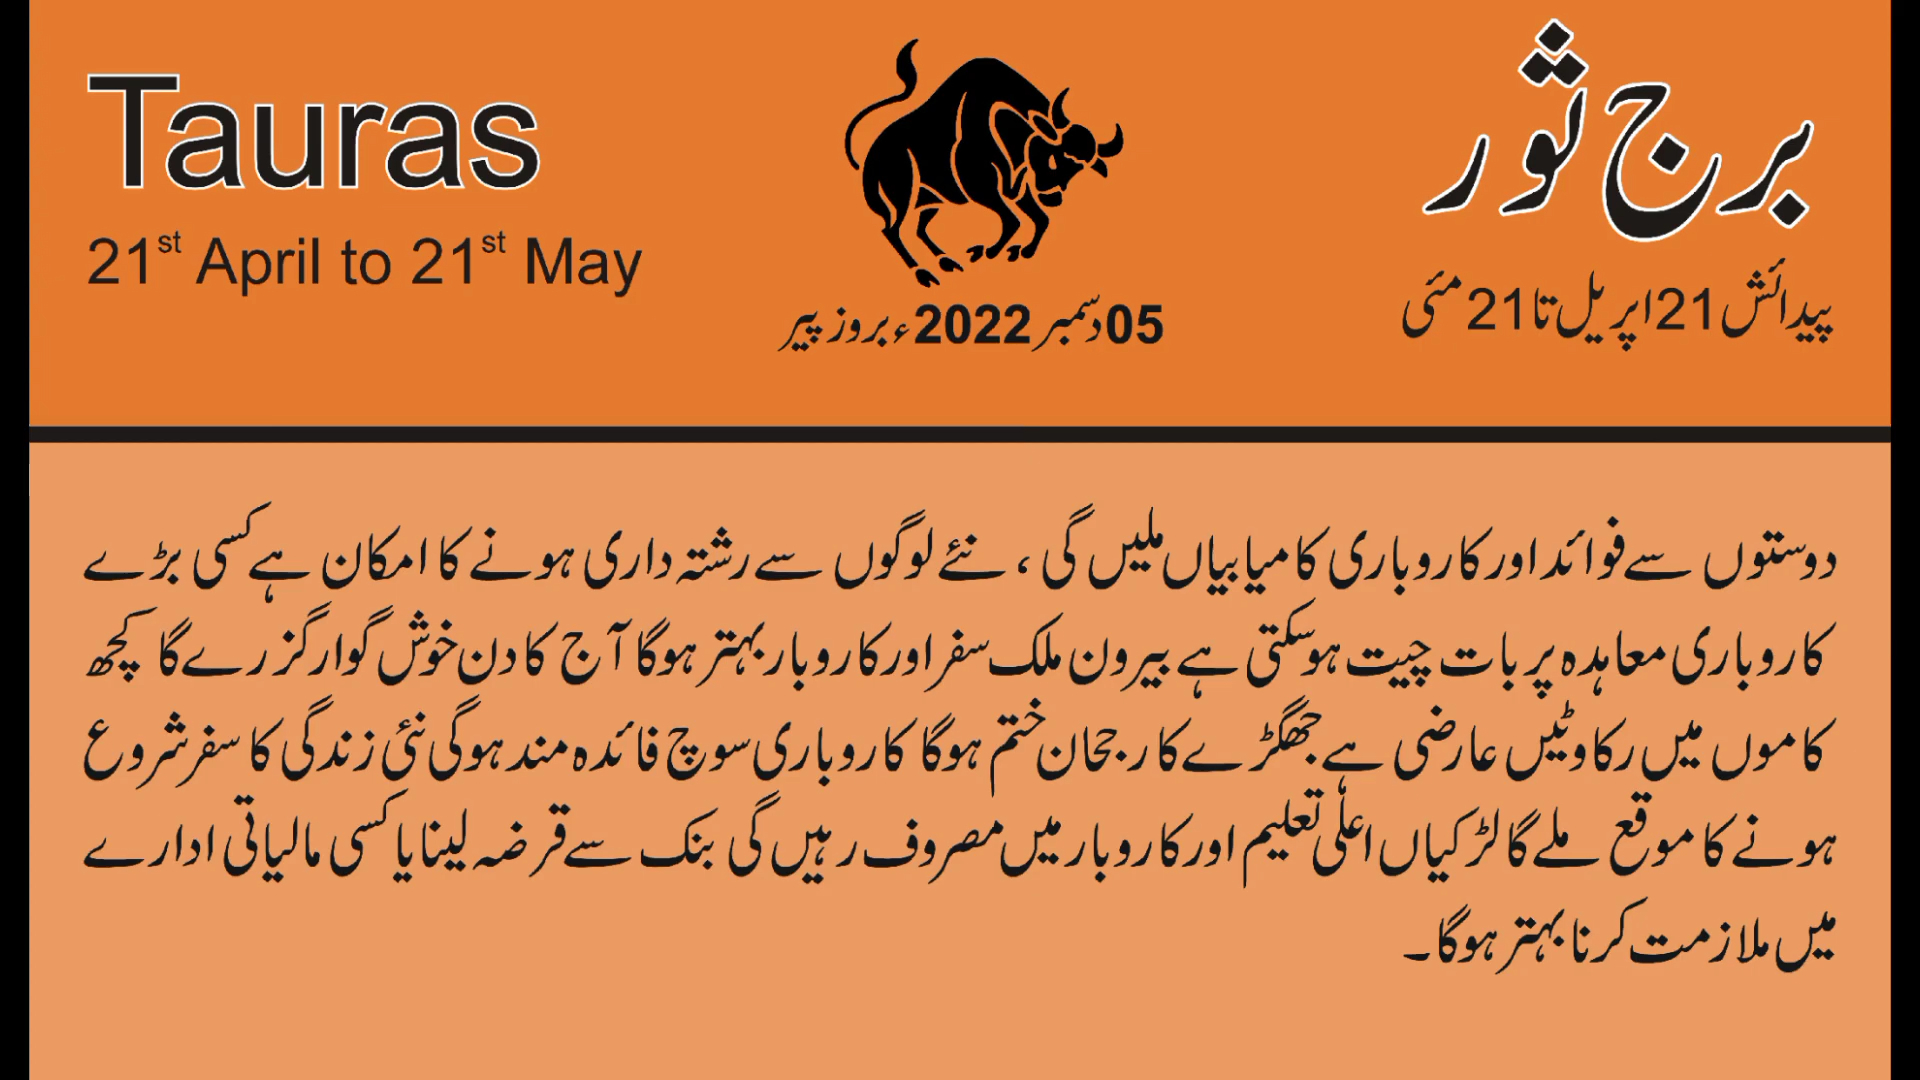 Tauras
21st April to 21st May
برج ثور
پیدائش 21 اپریل تا 21 مئی
05 دسمبر 2022ء بروز پیر
دوستوں سے فوائد اور کاروباری کامیابیاں ملیں گی ، نئے لوگوں سے رشتہ داری ہونے کا امکان ہے کسی بڑے
کاروباری معاہدہ پر بات چیت ہوسکتی ہے بیرون ملک سفر اور کاروبار بہتر ہوگا آج کا دن خوش گوار گزرے گا کچھ
کاموں میں رکاوٹیں عارضی ہے جھگڑے کا رجحان ختم ہوگا کاروباری سوچ فائدہ مند ہوگی نئی زندگی کا سفر شروع
ہونے کا موقع ملے گا لڑکیاں اعلٰی تعلیم اور کاروبار میں مصروف رہیں گی بنک سے قرضہ لینا یا کسی مالیاتی ادارے
میں ملازمت کرنا بہتر ہوگا۔